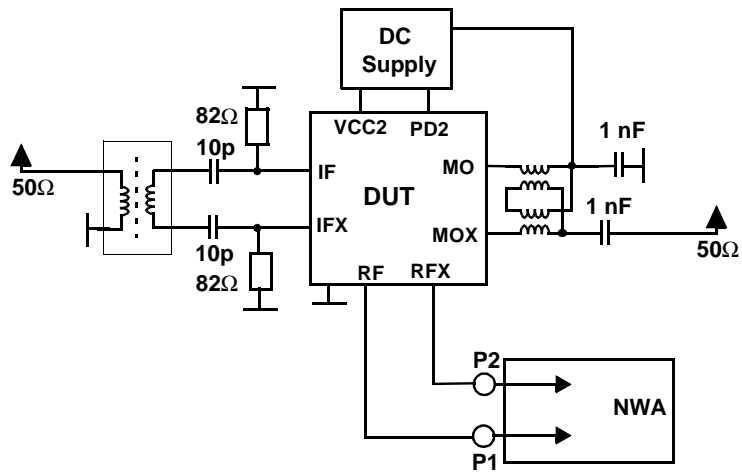 DC
Supply
82Ω
VCC2 PD2
10p
1 nF
50Ω
IF
MO
DUT
IFX
1 nF
MOX
10p
82Ω
RF RFX
50Ω
P2
NWA
P1